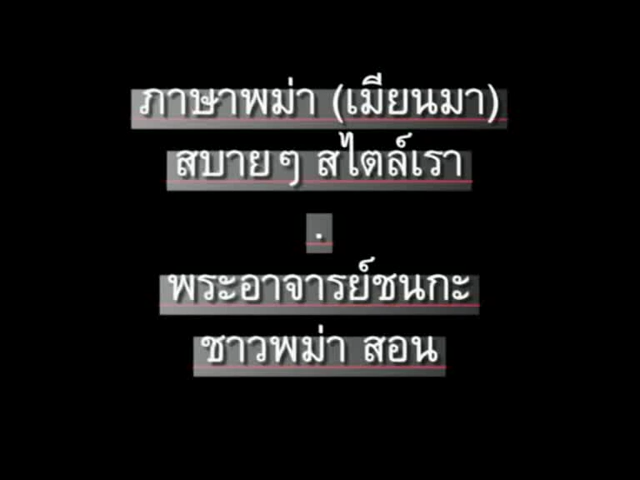 ภาษาพม่า (เมียนมา)
สบายๆ สไตล์เรา
.
พระอาจารย์ชนกะ
ชาวพม่า สอน